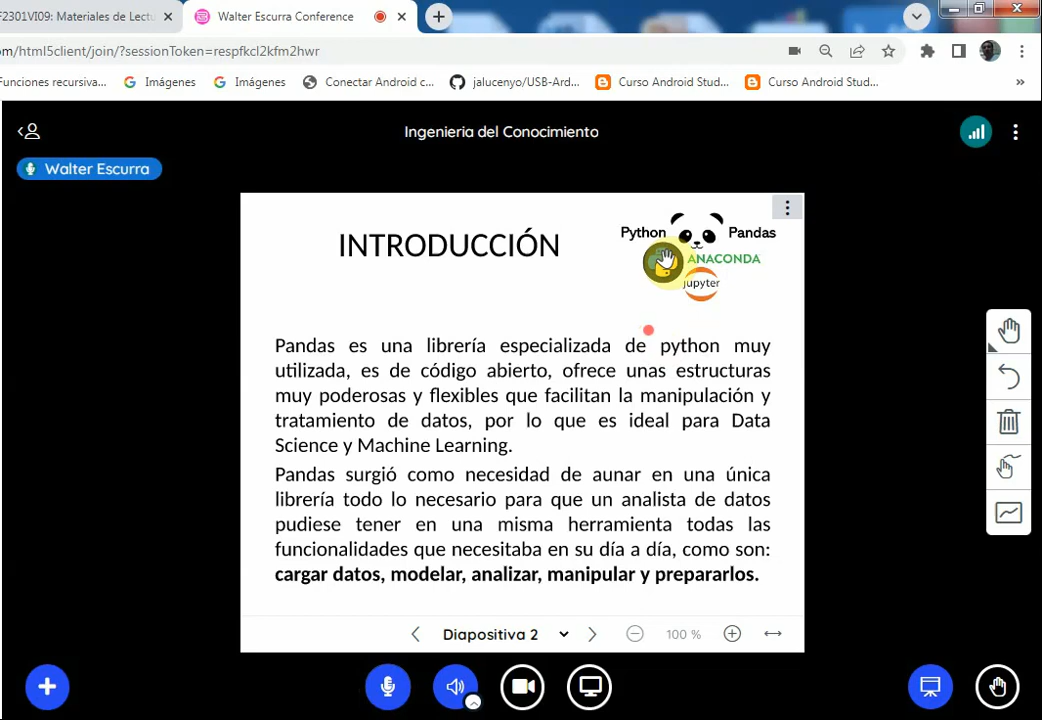 F2301VI09: Materiales de Lectu
Walter Escurra Conference
om/html5client/join/?sessionToken=respfkcl2kfm2hwr
Funciones recursiva...
Imágenes
Imágenes
Conectar Android c...
jalucenyo/USB-Ard...
Curso Android Stud...
Curso Android Stud...
»
Ingenieria del Conocimiento
Walter Escurra
INTRODUCCIÓN
Python
Pandas
ANACONDA
jupyter
Pandas es una librería especializada de python muy
utilizada, es de código abierto, ofrece unas estructuras
muy poderosas y flexibles que facilitan la manipulación y
tratamiento de datos, por lo que es ideal para Data
Science y Machine Learning.
Pandas surgió como necesidad de aunar en una única
librería todo lo necesario para que un analista de datos
pudiese tener en una misma herramienta todas las
funcionalidades que necesitaba en su día a día, como son:
cargar datos, modelar, analizar, manipular y prepararlos.
Diapositiva 2
100 %